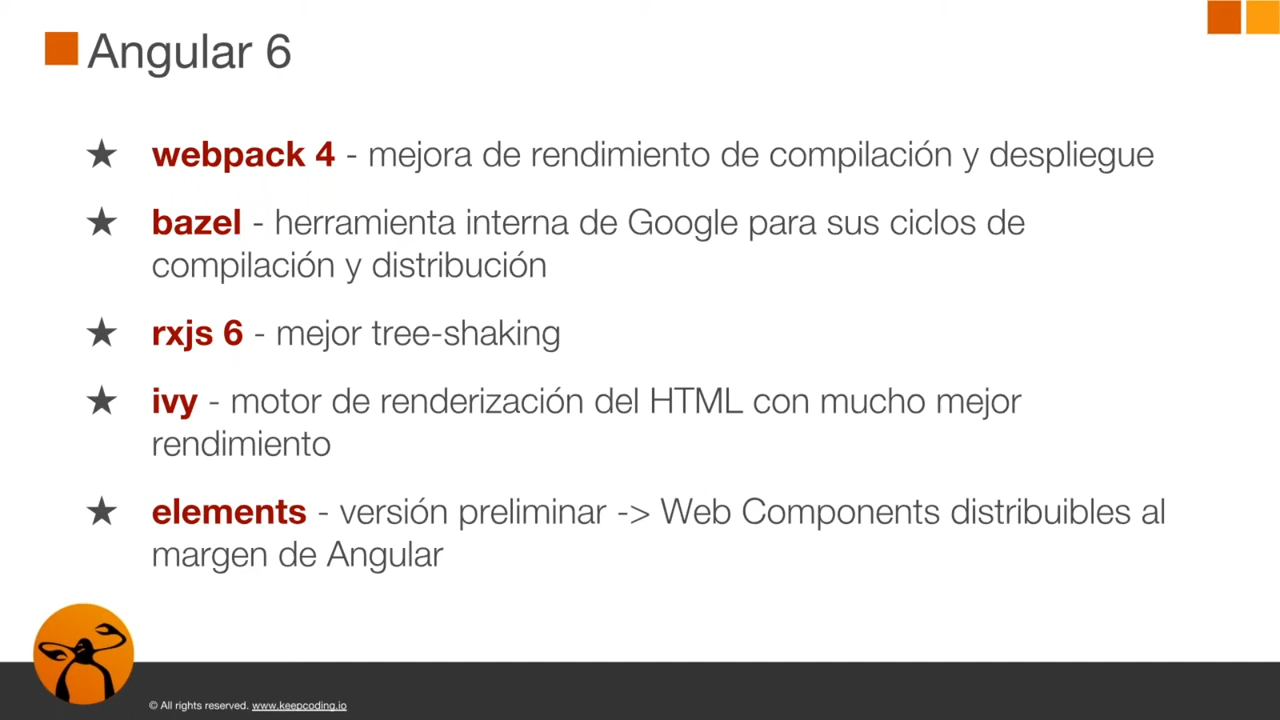 Angular 6
★ webpack 4 - mejora de rendimiento de compilación y despliegue
★ bazel - herramienta interna de Google para sus ciclos de
compilación y distribución
★ rxjs 6 - mejor tree-shaking
★ ivy - motor de renderización del HTML con mucho mejor
rendimiento
★ elements - versión preliminar -> Web Components distribuibles al
margen de Angular
© All rights reserved. www.keepcoding.io